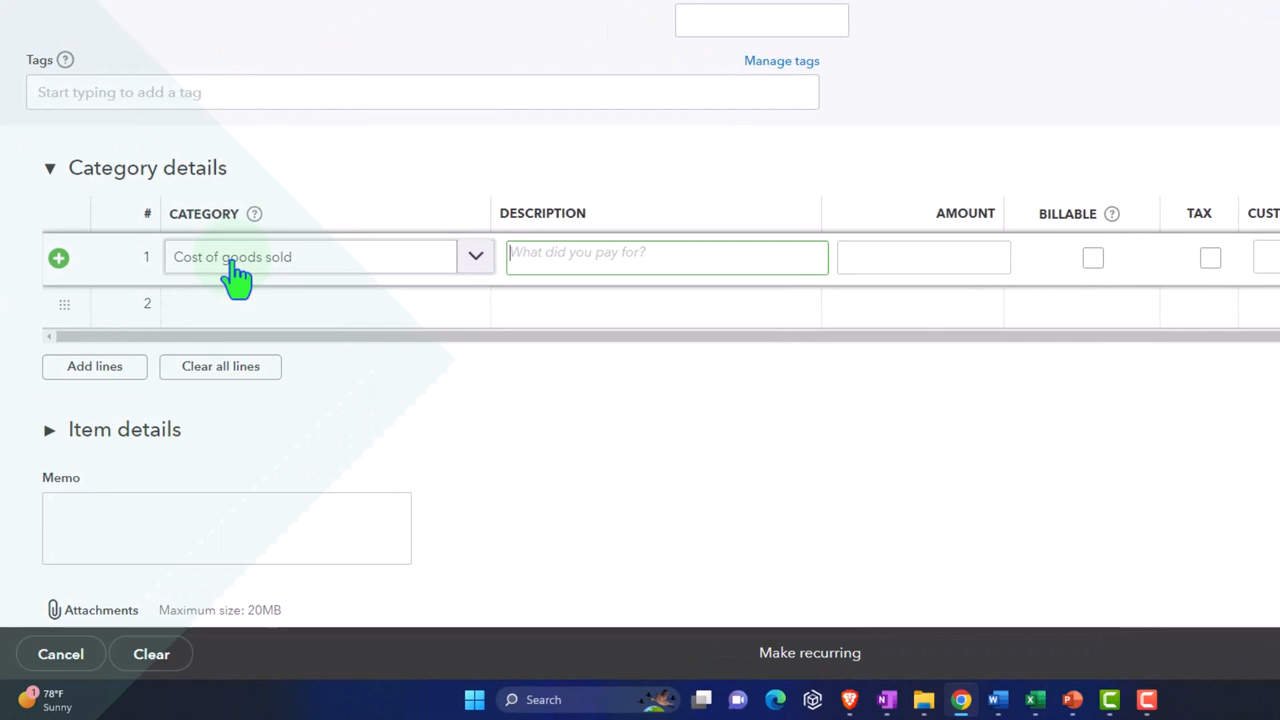 Tags ?
Manage tags
Start typing to add a tag
Category details
# CATEGORY ? DESCRIPTION AMOUNT BILLABLE ? TAX CUST
1 Cost of goods sold What did you pay for?
2
Add lines Clear all lines
Item details
Memo
Attachments Maximum size: 20MB
Cancel Clear Make recurring
1 78°F
Sunny
Search